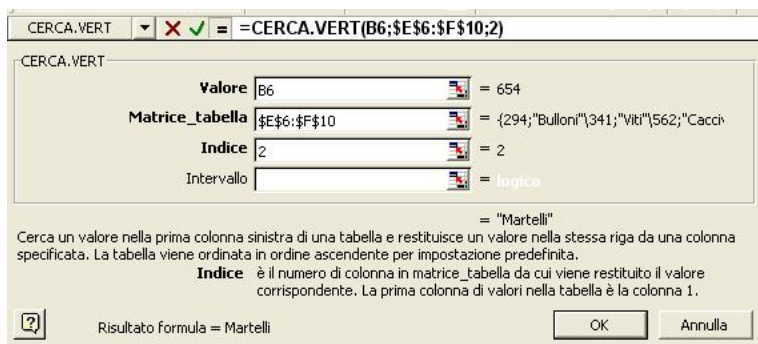 CERCA.VERT = =CERCA.VERT(B6;$E$6:$F$10;2)
CERCA.VERT
Valore B6 = 654
Matrice_tabella $E$6:$F$10 = {294;"Bulloni"\341;"Viti"\562;"Cacciv
Indice 2 = 2
Intervallo = logico
= "Martelli"
Cerca un valore nella prima colonna sinistra di una tabella e restituisce un valore nella stessa riga da una colonna
specificata. La tabella viene ordinata in ordine ascendente per impostazione predefinita.
Indice è il numero di colonna in matrice_tabella da cui viene restituito il valore
corrispondente. La prima colonna di valori nella tabella è la colonna 1.
Risultato formula = Martelli OK Annulla